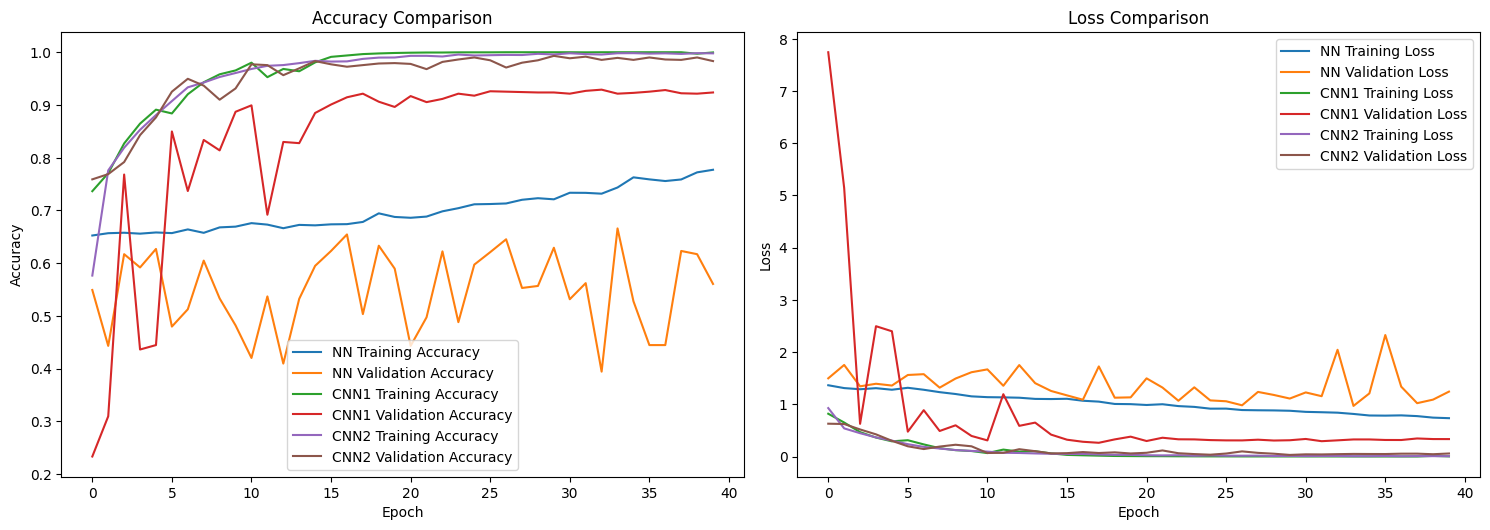 Accuracy Comparison
1.0
0.9
0.8
0.7
0.6
0.5
0.4
0.3
0.2
Accuracy
NN Training Accuracy
NN Validation Accuracy
CNN1 Training Accuracy
CNN1 Validation Accuracy
CNN2 Training Accuracy
CNN2 Validation Accuracy
0 5 10 15 20 25 30 35 40
Epoch
Loss Comparison
8
7
6
5
4
3
2
1
0
Loss
NN Training Loss
NN Validation Loss
CNN1 Training Loss
CNN1 Validation Loss
CNN2 Training Loss
CNN2 Validation Loss
0 5 10 15 20 25 30 35 40
Epoch